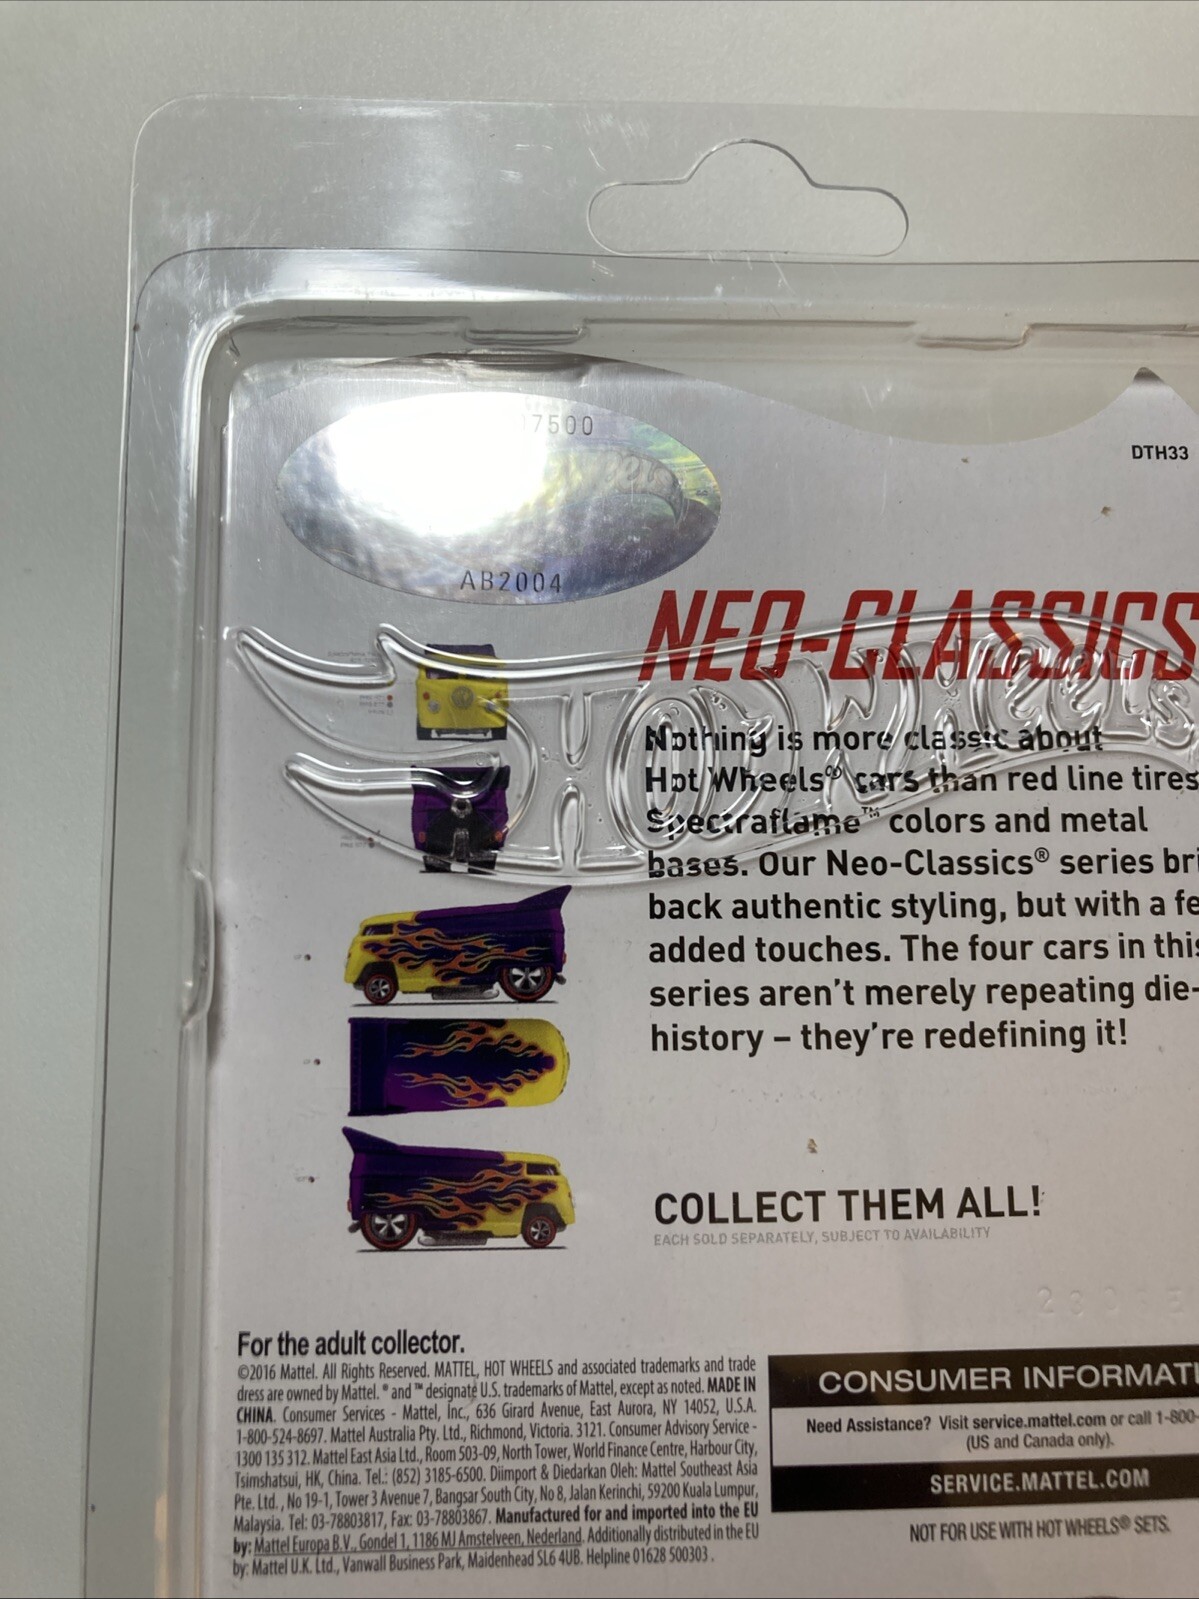 7500
DTH33
AB2004
NEO-CLASSICS
HOT WHEELS
Nothing is more classic about
Hot Wheels® cars than red line tires
Spectraflame™ colors and metal
bases. Our Neo-Classics® series bri
back authentic styling, but with a fe
added touches. The four cars in this
series aren't merely repeating die-
history – they're redefining it!
COLLECT THEM ALL!
EACH SOLD SEPARATELY, SUBJECT TO AVAILABILITY
For the adult collector.
©2016 Mattel. All Rights Reserved. MATTEL, HOT WHEELS and associated trademarks and trade
dress are owned by Mattel. ® and ™ designate U.S. trademarks of Mattel, except as noted. MADE IN
CHINA. Consumer Services - Mattel, Inc., 636 Girard Avenue, East Aurora, NY 14052, U.S.A.
1-800-524-8697. Mattel Australia Pty. Ltd., Richmond, Victoria. 3121. Consumer Advisory Service -
1300 135 312. Mattel East Asia Ltd., Room 503-09, North Tower, World Finance Centre, Harbour City,
Tsimshatsui, HK, China. Tel.: (852) 3185-6500. Diimport & Diedarkan Oleh: Mattel Southeast Asia
Pte. Ltd., No 19-1, Tower 3 Avenue 7, Bangsar South City, No 8, Jalan Kerinchi, 59200 Kuala Lumpur,
Malaysia. Tel: 03-78803817, Fax: 03-78803867. Manufactured for and imported into the EU
by: Mattel Europa B.V., Gondel 1, 1186 MJ Amstelveen, Nederland. Additionally distributed in the EU
by: Mattel U.K. Ltd., Vanwall Business Park, Maidenhead SL6 4UB. Helpline 01628 500303.
CONSUMER INFORMATI
Need Assistance? Visit service.mattel.com or call 1-800-
(US and Canada only).
SERVICE.MATTEL.COM
NOT FOR USE WITH HOT WHEELS® SETS.